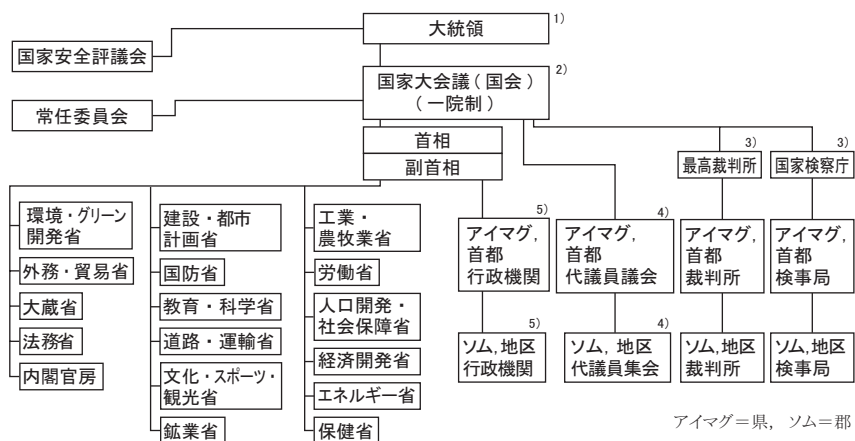 大統領
1)
国家安全評議会
国家大会議(国会)
(一院制)
2)
常任委員会
首相
副首相
3)
最高裁判所
3)
国家検察庁
環境・グリーン
開発省
外務・貿易省
大蔵省
法務省
内閣官房
建設・都市
計画省
国防省
教育・科学省
道路・運輸省
文化・スポーツ・
観光省
鉱業省
工業・
農牧業省
労働省
人口開発・
社会保障省
経済開発省
エネルギー省
保健省
5)
アイマグ,
首都
行政機関
4)
アイマグ,
首都
代議員議会
アイマグ,
首都
裁判所
アイマグ,
首都
検事局
5)
ソム,地区
行政機関
4)
ソム,地区
代議員集会
ソム,地区
裁判所
ソム,地区
検事局
アイマグ=県, ソム=郡